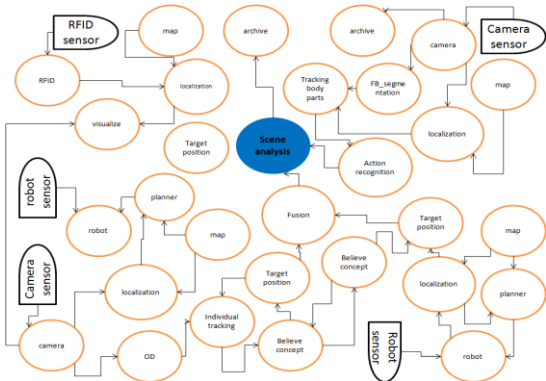 RFID
sensor
map
archive
archive
camera
Camera
sensor
RFID
localization
Tracking
body
parts
FB_segme
ntation
map
visualize
Target
position
Scene
analysis
localization
Action
recognition
robot
sensor
planner
robot
map
Fusion
Target
position
map
Camera
sensor
localization
Target
position
Believe
concept
localization
planner
Individual
tracking
camera
OD
Believe
concept
Robot
sensor
robot